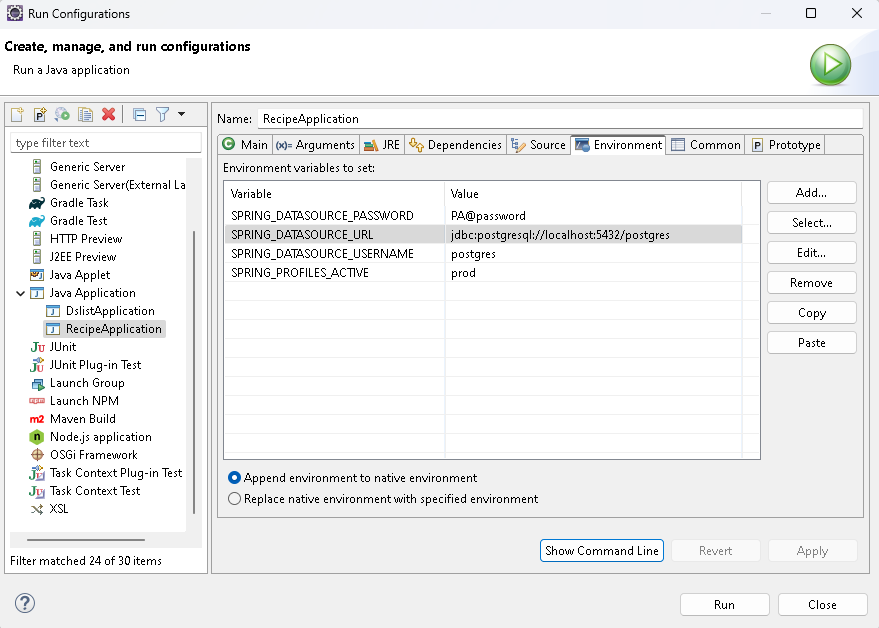 Run Configurations
Create, manage, and run configurations
Run a Java application
type filter text
Generic Server
Generic Server(External La
Gradle Task
Gradle Test
HTTP Preview
J2EE Preview
Java Applet
Java Application
DslistApplication
RecipeApplication
JUnit
JUnit Plug-in Test
Launch Group
Launch NPM
Maven Build
Node.js application
OSGi Framework
Task Context Plug-in Test
Task Context Test
XSL
Filter matched 24 of 30 items
Name: RecipeApplication
Main (x)= Arguments JRE Dependencies Source Environment Common Prototype
Environment variables to set:
Variable Value
SPRING_DATASOURCE_PASSWORD PA@password
SPRING_DATASOURCE_URL jdbc:postgresql://localhost:5432/postgres
SPRING_DATASOURCE_USERNAME postgres
SPRING_PROFILES_ACTIVE prod
Add...
Select...
Edit...
Remove
Copy
Paste
Append environment to native environment
Replace native environment with specified environment
Show Command Line Revert Apply
Run Close